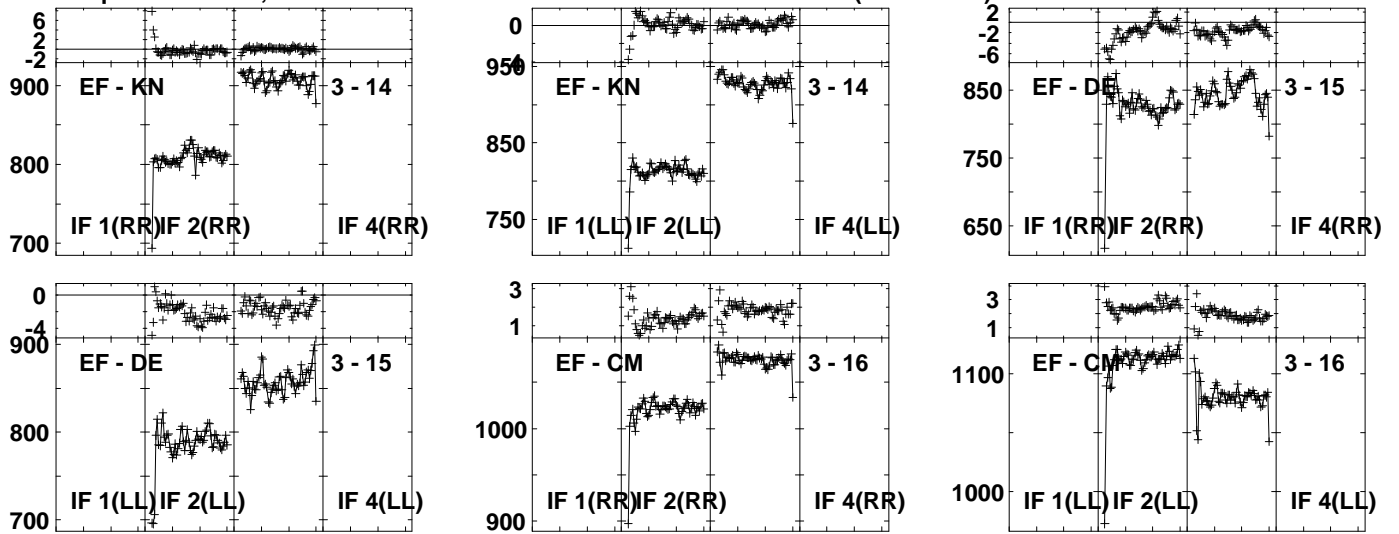 6
2
-2
900
800
700
EF - KN
3 - 14
IF 1(RR) IF 2(RR)
IF 4(RR)
0
950
850
750
EF - KN
3 - 14
IF 1(LL) IF 2(LL)
IF 4(LL)
2
-2
-6
850
750
650
EF - DE
3 - 15
IF 1(RR) IF 2(RR)
IF 4(RR)
0
-4
900
800
700
EF - DE
3 - 15
IF 1(LL) IF 2(LL)
IF 4(LL)
3
1
1000
900
EF - CM
3 - 16
IF 1(RR) IF 2(RR)
IF 4(RR)
3
1
1100
1000
EF - CM
3 - 16
IF 1(LL) IF 2(LL)
IF 4(LL)